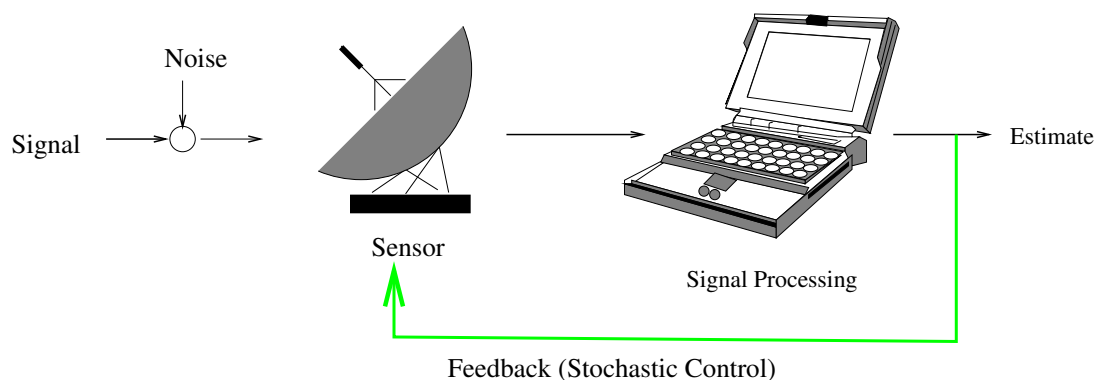 Noise
Signal
Estimate
Sensor
Signal Processing
Feedback (Stochastic Control)